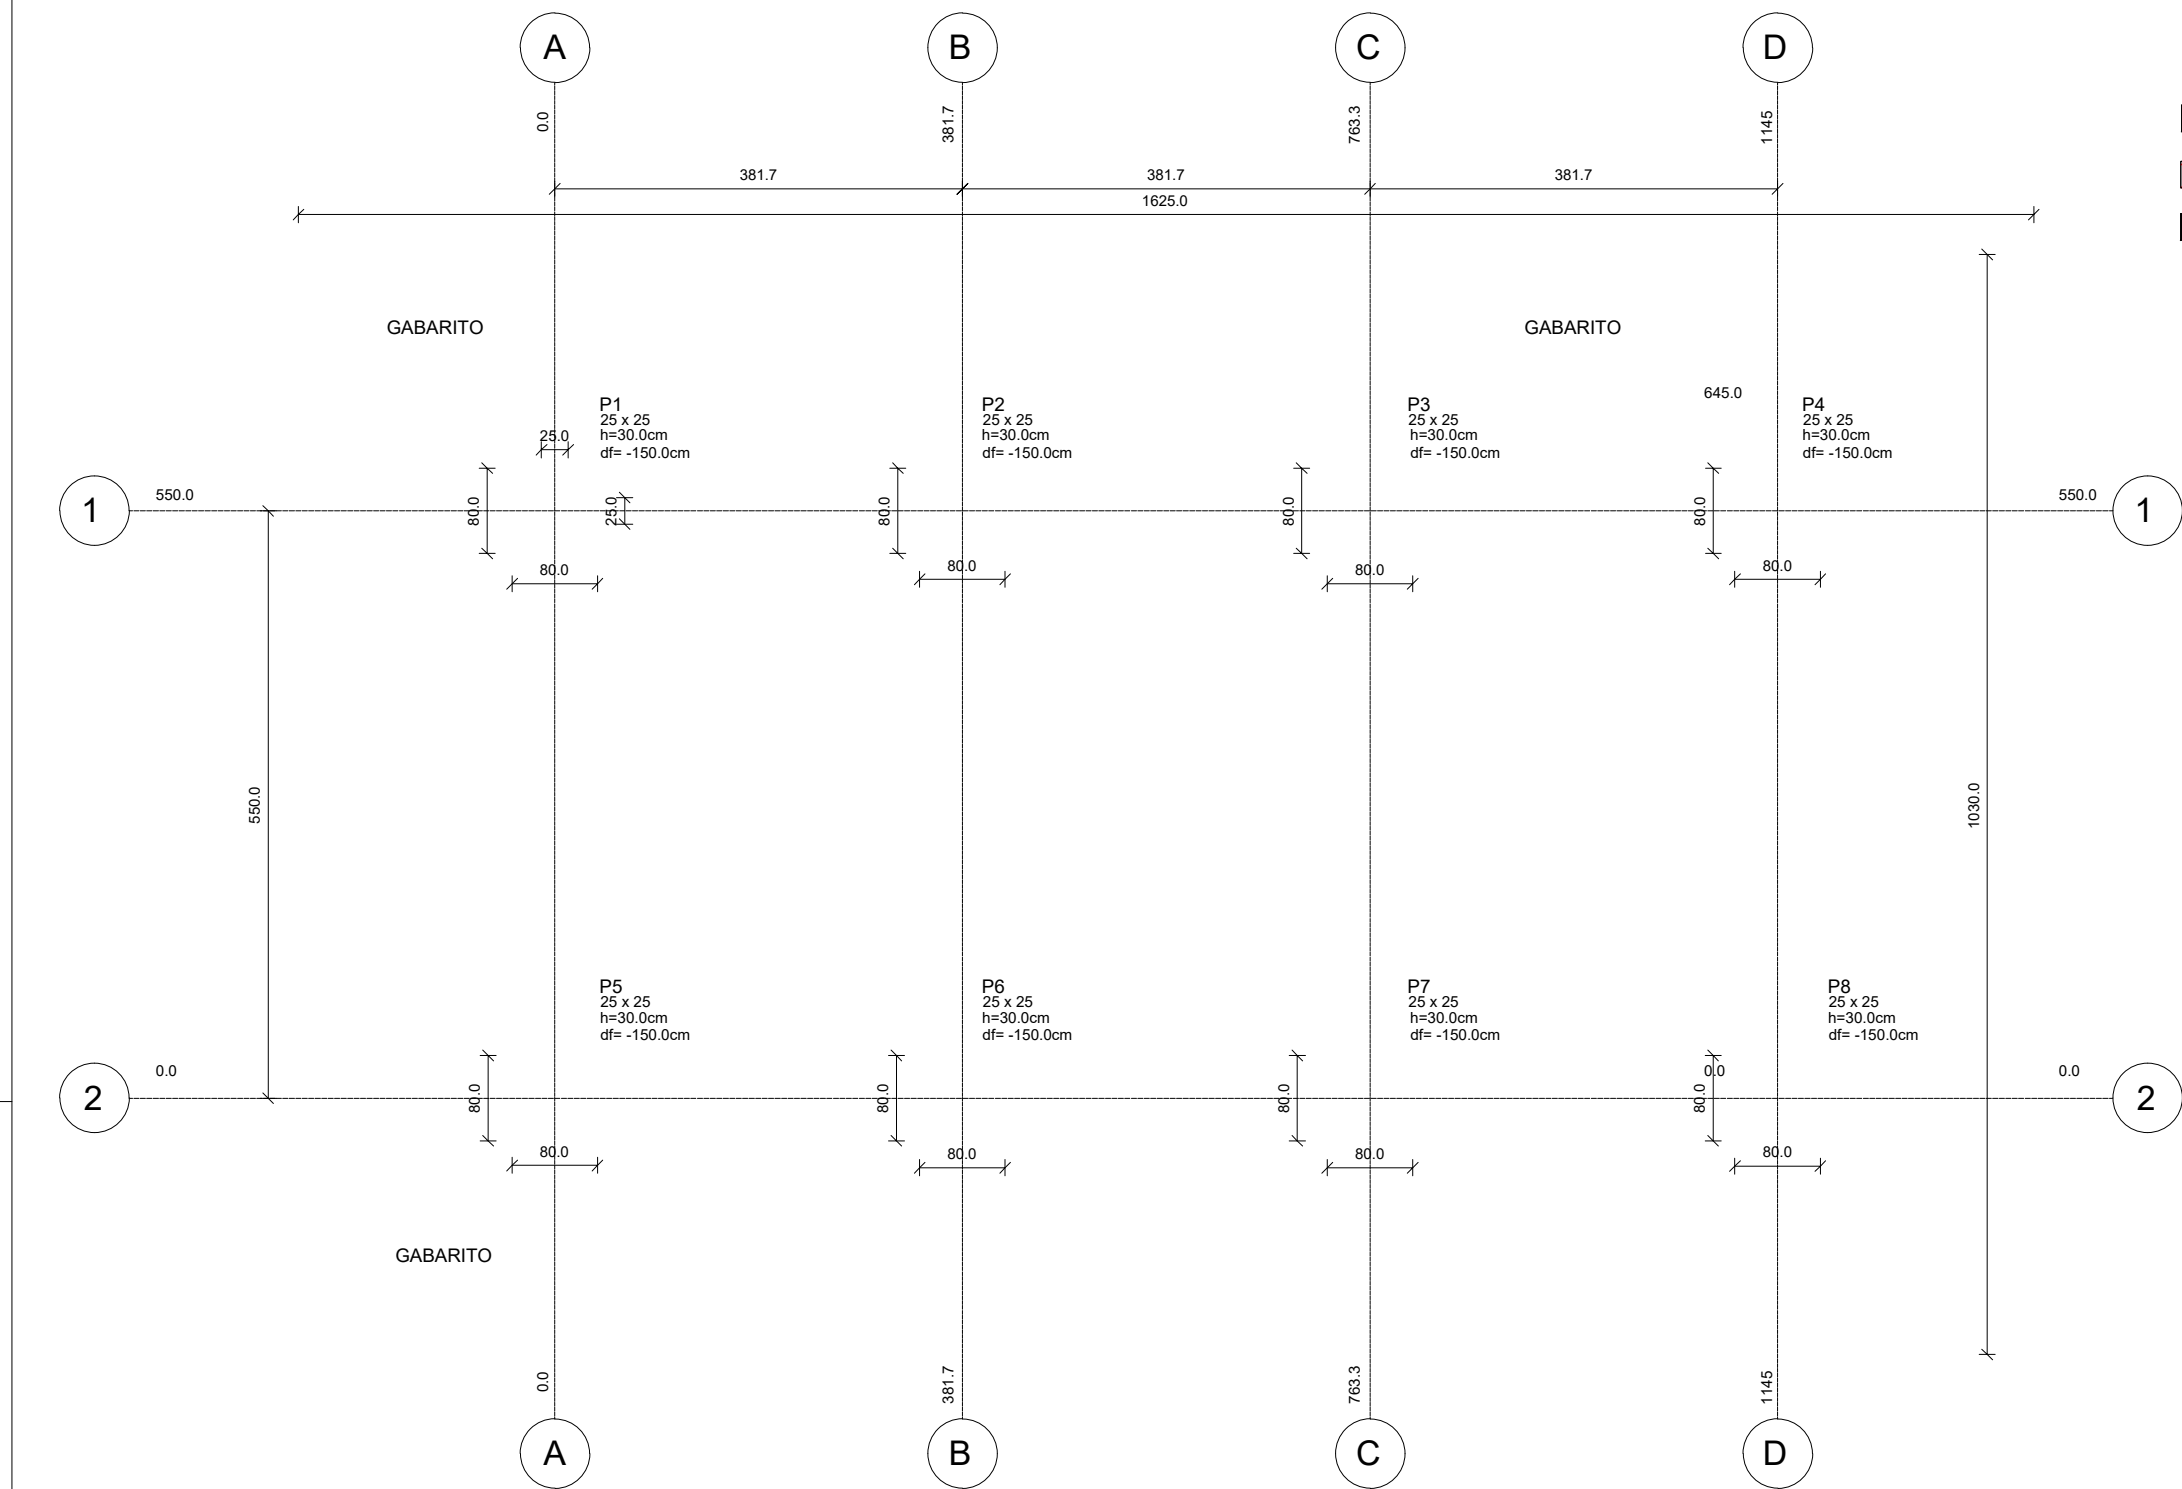 A
B
C
D
0.0
381.7
763.3
1145
381.7
381.7
381.7
1625.0
GABARITO
GABARITO
645.0
P1
25 x 25
h=30.0cm
df= -150.0cm
P2
25 x 25
h=30.0cm
df= -150.0cm
P3
25 x 25
h=30.0cm
df= -150.0cm
P4
25 x 25
h=30.0cm
df= -150.0cm
25.0
1
550.0
80.0
25.0
80.0
80.0
80.0
550.0
1
80.0
80.0
80.0
80.0
550.0
1030.0
P5
25 x 25
h=30.0cm
df= -150.0cm
P6
25 x 25
h=30.0cm
df= -150.0cm
P7
25 x 25
h=30.0cm
df= -150.0cm
P8
25 x 25
h=30.0cm
df= -150.0cm
2
0.0
80.0
80.0
80.0
80.0
0.0
0.0
2
80.0
80.0
80.0
80.0
GABARITO
0.0
381.7
763.3
1145
A
B
C
D